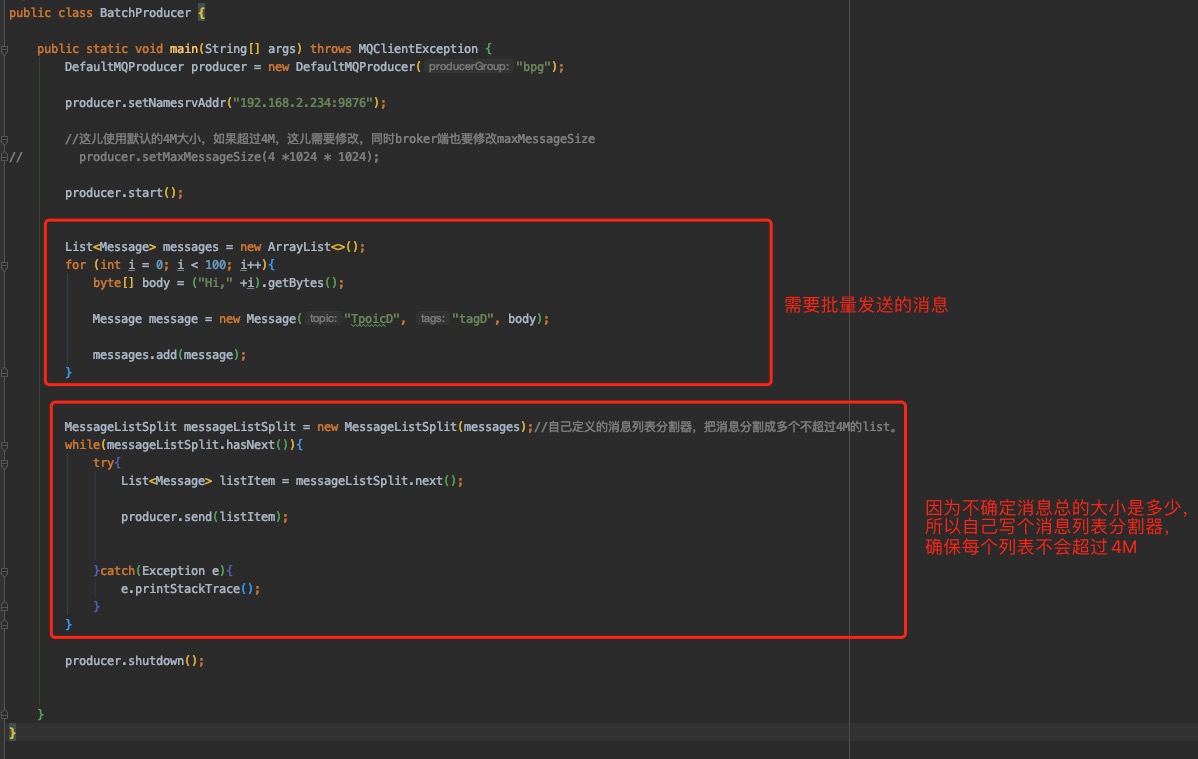 public class BatchProducer {
public static void main(String[] args) throws MQClientException {
DefaultMQProducer producer = new DefaultMQProducer( producerGroup: "bpg");
producer.setNamesrvAddr("192.168.2.234:9876");
//这儿使用默认的4M大小，如果超过4M，这儿需要修改，同时broker端也要修改maxMessageSize
// producer.setMaxMessageSize(4 *1024 * 1024);
producer.start();
List<Message> messages = new ArrayList<>();
for (int i = 0; i < 100; i++){
byte[] body = ("Hi," +i).getBytes();
Message message = new Message( topic: "TpoicD", tags: "tagD", body);
messages.add(message);
}
需要批量发送的消息
MessageListSplit messageListSplit = new MessageListSplit(messages);//自己定义的消息列表分割器，把消息分割成多个不超过4M的list。
while(messageListSplit.hasNext()){
try{
List<Message> listItem = messageListSplit.next();
producer.send(listItem);
}catch(Exception e){
e.printStackTrace();
}
}
因为不确定消息总的大小是多少，
所以自己写个消息列表分割器，
确保每个列表不会超过4M
producer.shutdown();
}
}